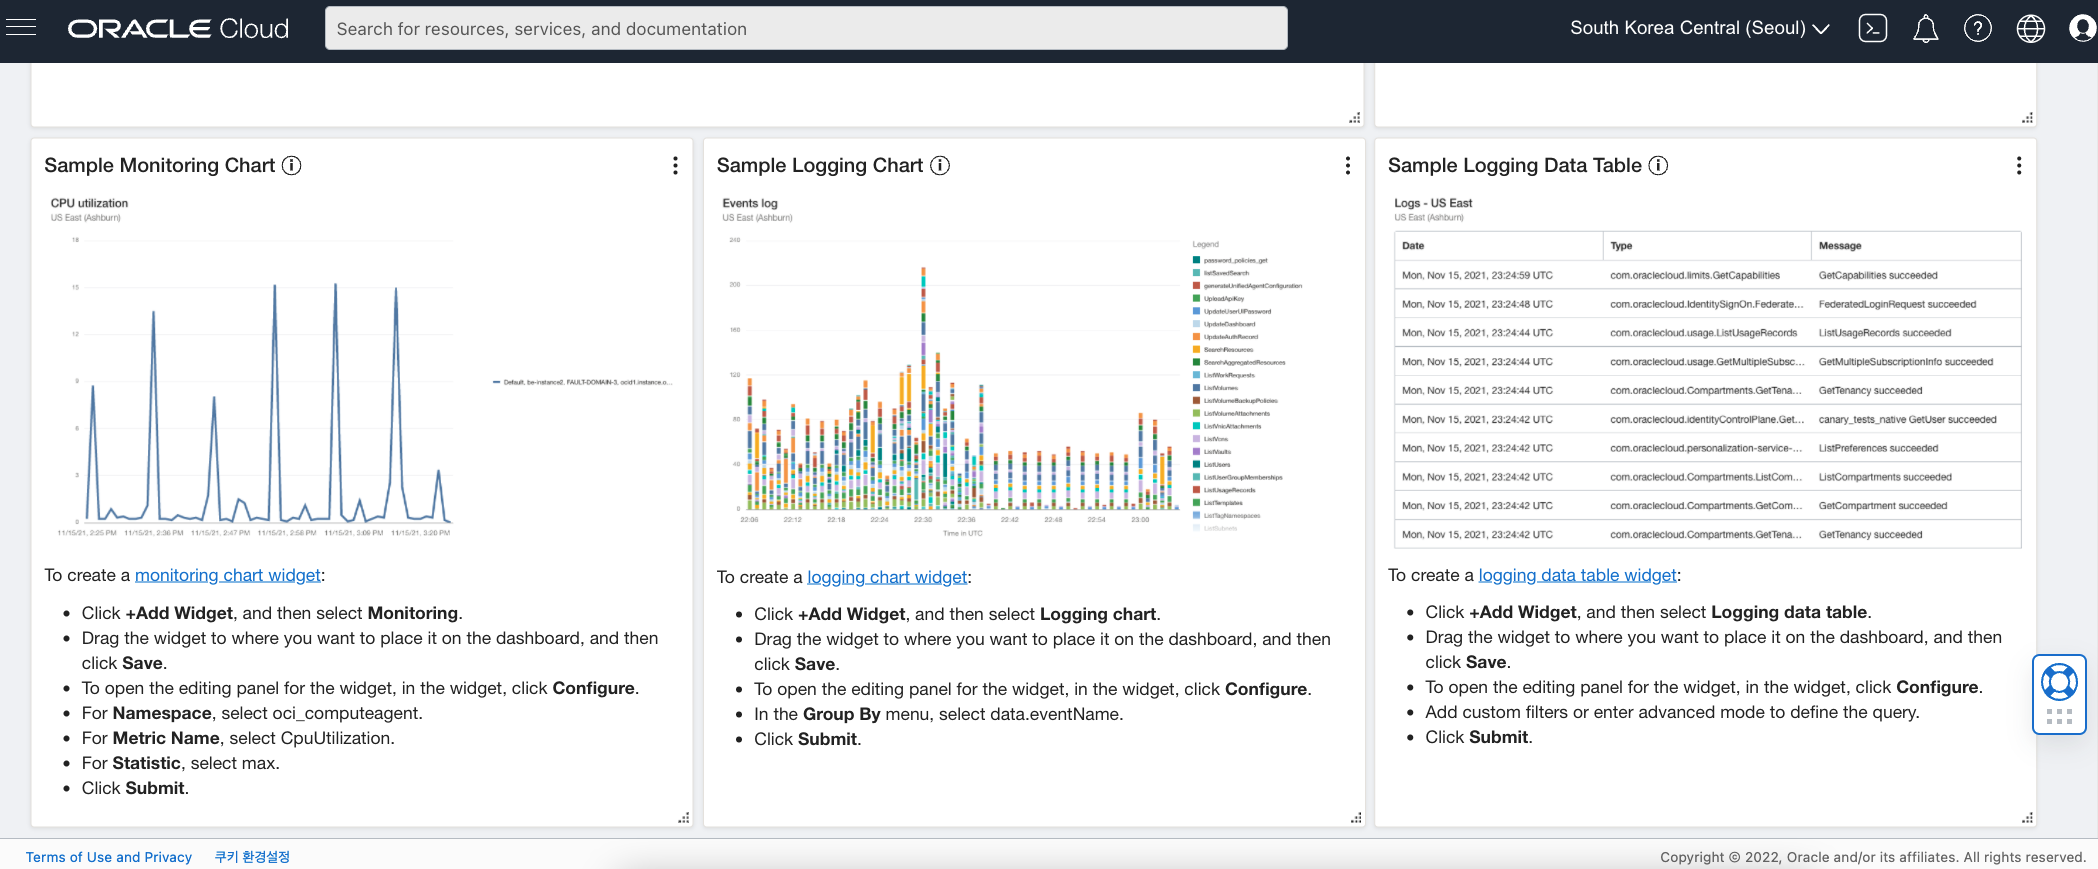 ORACLE Cloud
Search for resources, services, and documentation
South Korea Central (Seoul)
Sample Monitoring Chart
CPU utilization
US East (Ashburn)
18
15
12
9
6
3
0
11/15/21, 2:25 PM 11/15/21, 2:36 PM 11/15/21, 2:47 PM 11/15/21, 2:58 PM 11/15/21, 3:09 PM 11/15/21, 3:20 PM
Default, be-instance2, FAULT-DOMAIN-3, ocid1.instance.o...
To create a monitoring chart widget:
Click +Add Widget, and then select Monitoring.
Drag the widget to where you want to place it on the dashboard, and then
click Save.
To open the editing panel for the widget, in the widget, click Configure.
For Namespace, select oci_computeagent.
For Metric Name, select CpuUtilization.
For Statistic, select max.
Click Submit.
Sample Logging Chart
Events log
US East (Ashburn)
240
200
160
120
80
40
0
22:06 22:12 22:18 22:24 22:30 22:36 22:42 22:48 22:54 23:00
Time in UTC
Legend
password_policies_get
listSavedSearch
generateUnifiedAgentConfiguration
UploadApiKey
UpdateUserUIPassword
UpdateDashboard
UpdateAuthRecord
SearchResources
SearchAggregatedResources
ListWorkRequests
ListVolumes
ListVolumeBackupPolicies
ListVolumeAttachments
ListVnicAttachments
ListVcns
ListVaults
ListUsers
ListUserGroupMemberships
ListUsageRecords
ListTemplates
ListTagNamespaces
ListSubnets
To create a logging chart widget:
Click +Add Widget, and then select Logging chart.
Drag the widget to where you want to place it on the dashboard, and then
click Save.
To open the editing panel for the widget, in the widget, click Configure.
In the Group By menu, select data.eventName.
Click Submit.
Sample Logging Data Table
Logs - US East
US East (Ashburn)
Date Type Message
Mon, Nov 15, 2021, 23:24:59 UTC com.oraclecloud.limits.GetCapabilities GetCapabilities succeeded
Mon, Nov 15, 2021, 23:24:48 UTC com.oraclecloud.IdentitySignOn.Federate... FederatedLoginRequest succeeded
Mon, Nov 15, 2021, 23:24:44 UTC com.oraclecloud.usage.ListUsageRecords ListUsageRecords succeeded
Mon, Nov 15, 2021, 23:24:44 UTC com.oraclecloud.usage.GetMultipleSubsc... GetMultipleSubscriptionInfo succeeded
Mon, Nov 15, 2021, 23:24:44 UTC com.oraclecloud.Compartments.GetTena... GetTenancy succeeded
Mon, Nov 15, 2021, 23:24:42 UTC com.oraclecloud.identityControlPlane.Get... canary_tests_native GetUser succeeded
Mon, Nov 15, 2021, 23:24:42 UTC com.oraclecloud.personalization-service-... ListPreferences succeeded
Mon, Nov 15, 2021, 23:24:42 UTC com.oraclecloud.Compartments.ListCom... ListCompartments succeeded
Mon, Nov 15, 2021, 23:24:42 UTC com.oraclecloud.Compartments.GetCom... GetCompartment succeeded
Mon, Nov 15, 2021, 23:24:42 UTC com.oraclecloud.Compartments.GetTena... GetTenancy succeeded
To create a logging data table widget:
Click +Add Widget, and then select Logging data table.
Drag the widget to where you want to place it on the dashboard, and then
click Save.
To open the editing panel for the widget, in the widget, click Configure.
Add custom filters or enter advanced mode to define the query.
Click Submit.
Terms of Use and Privacy 쿠키 환경설정
Copyright © 2022, Oracle and/or its affiliates. All rights reserved.